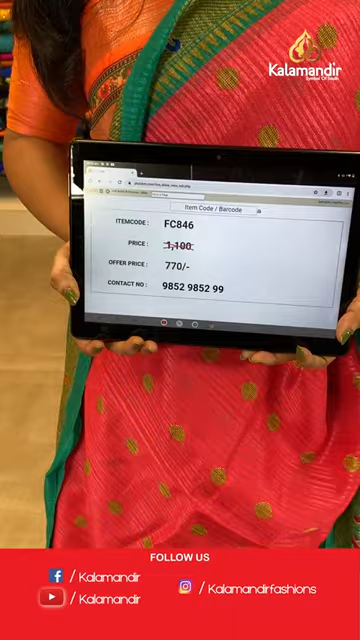 Kalamandir
Symbol Of South
Item Code / Barcode
ITEMCODE : FC846
PRICE : 1,100
OFFER PRICE : 770/-
CONTACT NO : 9852 9852 99
FOLLOW US
/ Kalamandir
/ Kalamandirfashions
/ Kalamandir